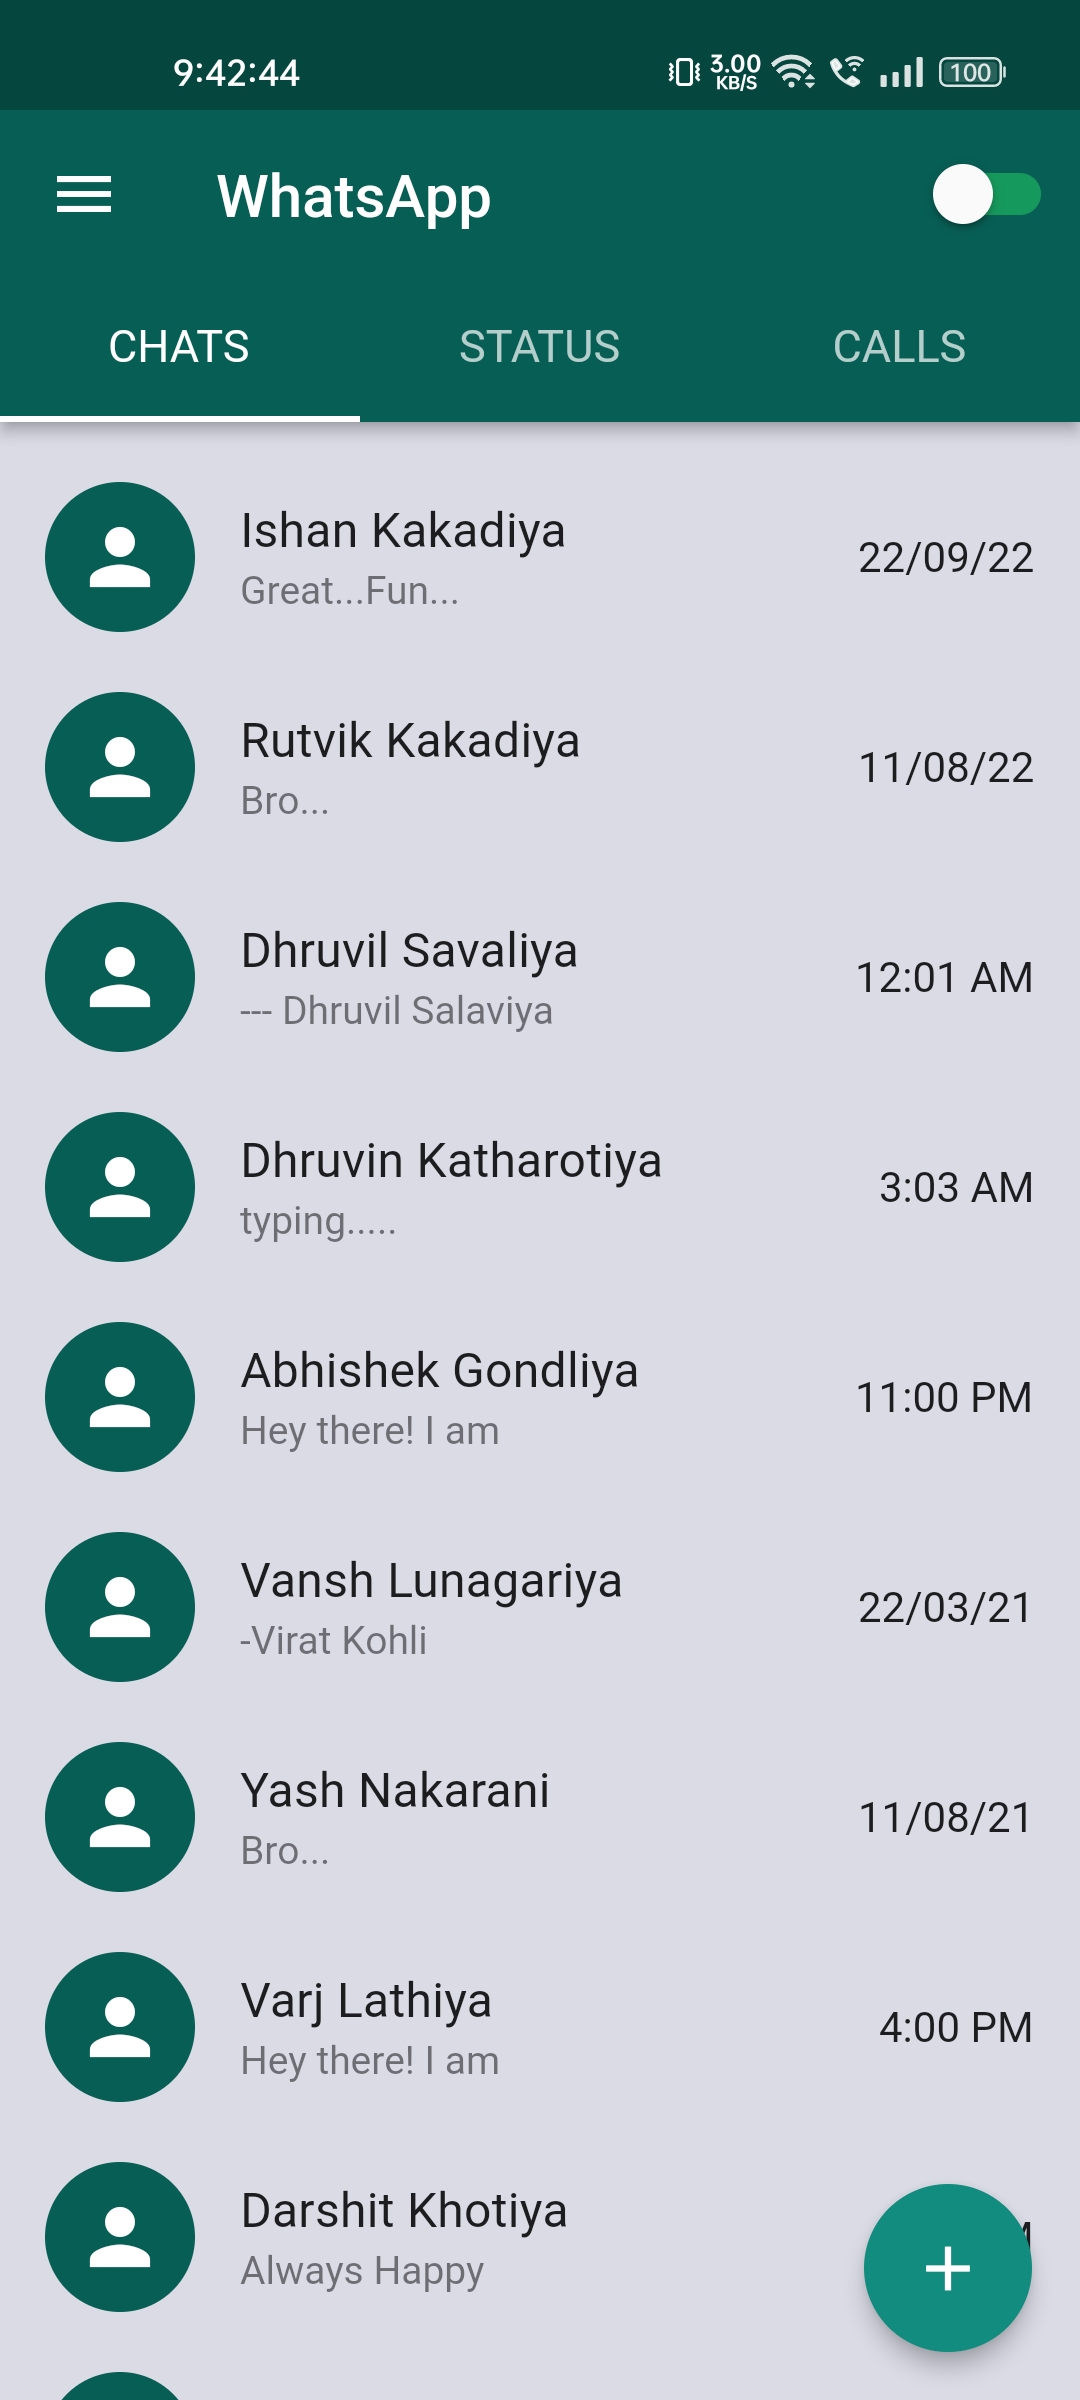 9:42:44
3.00
KB/S
100
WhatsApp
CHATS
STATUS
CALLS
Ishan Kakadiya
Great...Fun...
22/09/22
Rutvik Kakadiya
Bro...
11/08/22
Dhruvil Savaliya
--- Dhruvil Salaviya
12:01 AM
Dhruvin Katharotiya
typing.....
3:03 AM
Abhishek Gondliya
Hey there! I am
11:00 PM
Vansh Lunagariya
-Virat Kohli
22/03/21
Yash Nakarani
Bro...
11/08/21
Varj Lathiya
Hey there! I am
4:00 PM
Darshit Khotiya
Always Happy